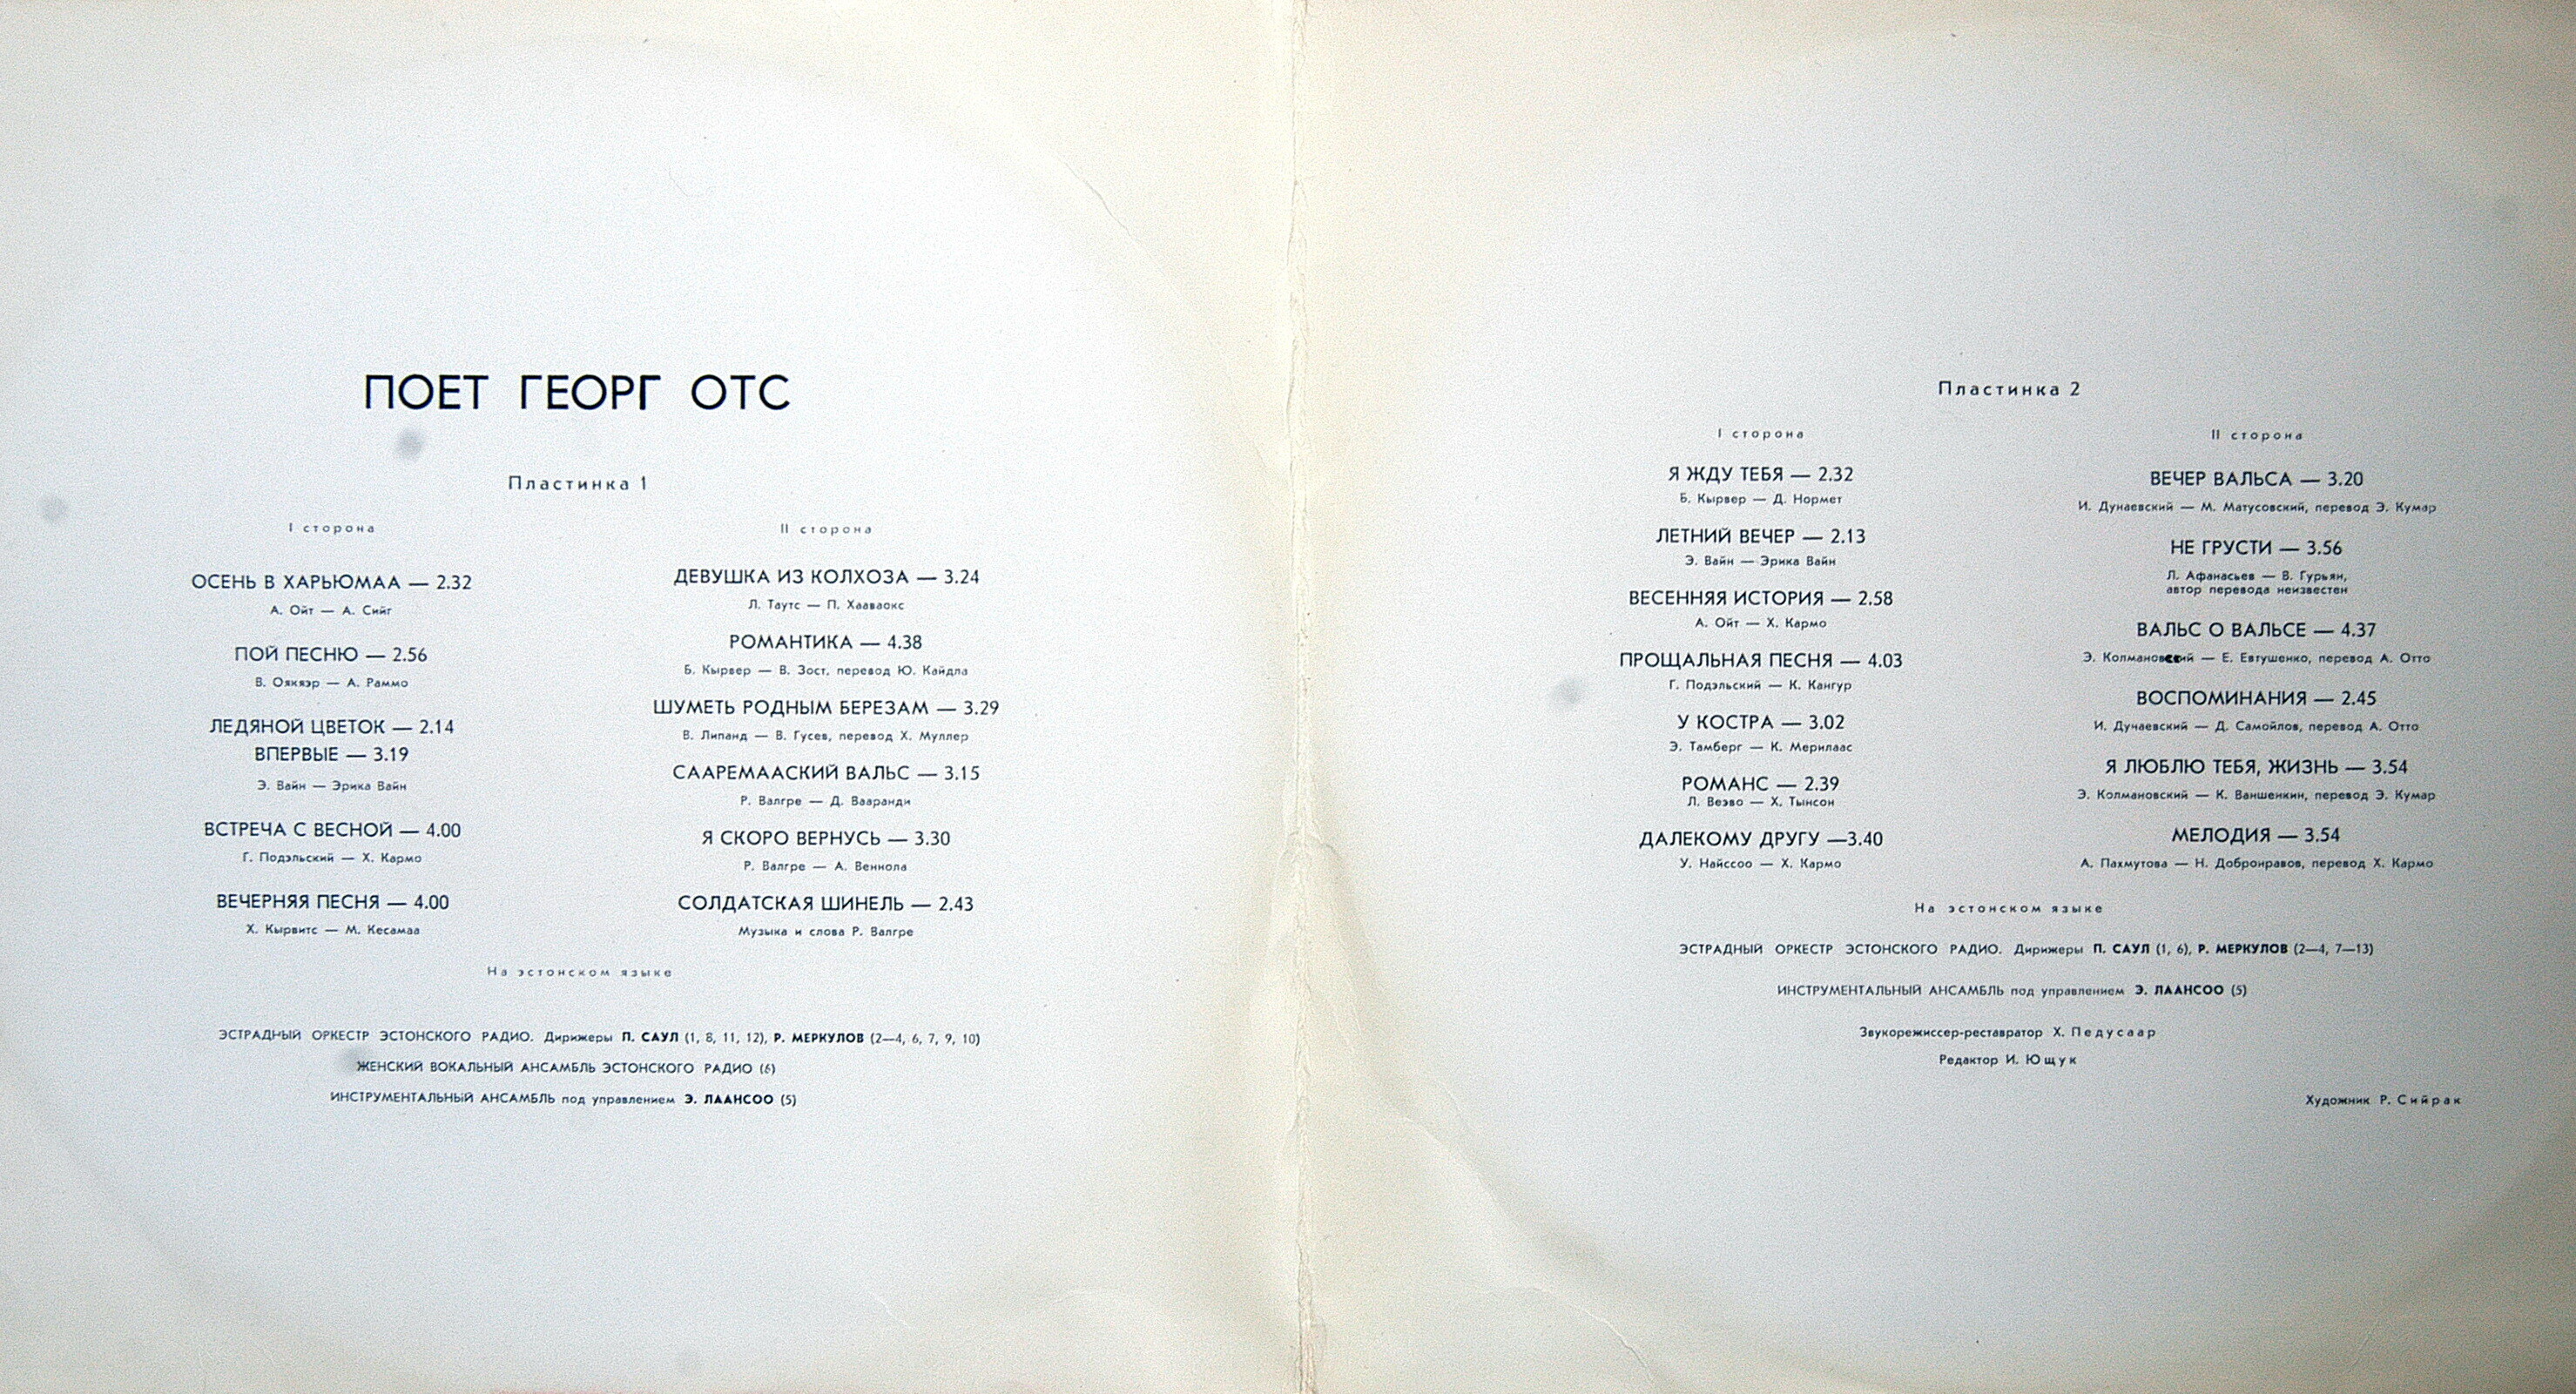 ПОЕТ ГЕОРГ ОТС
Пластинка 1
I сторона
ОСЕНЬ В ХАРЬЮМАА — 2.32
А. Ойт — А. Сийг
ПОЙ ПЕСНЮ — 2.56
В. Оякяэр — А. Раммо
ЛЕДЯНОЙ ЦВЕТОК — 2.14
ВПЕРВЫЕ — 3.19
Э. Вайн — Эрика Вайн
ВСТРЕЧА С ВЕСНОЙ — 4.00
Г. Подэльский — Х. Кармо
ВЕЧЕРНЯЯ ПЕСНЯ — 4.00
Х. Кырвитс — М. Кесамаа
II сторона
ДЕВУШКА ИЗ КОЛХОЗА — 3.24
Л. Таутс — П. Хааваокс
РОМАНТИКА — 4.38
Б. Кырвер — В. Зост, перевод Ю. Кайдла
ШУМЕТЬ РОДНЫМ БЕРЕЗАМ — 3.29
В. Липанд — В. Гусев, перевод Х. Муллер
СААРЕМААСКИЙ ВАЛЬС — 3.15
Р. Валгре — Д. Вааранди
Я СКОРО ВЕРНУСЬ — 3.30
Р. Валгре — А. Веннола
СОЛДАТСКАЯ ШИНЕЛЬ — 2.43
Музыка и слова Р. Валгре
На эстонском языке
ЭСТРАДНЫЙ ОРКЕСТР ЭСТОНСКОГО РАДИО. Дирижеры П. САУЛ (1, 8, 11, 12), Р. МЕРКУЛОВ (2—4, 6, 7, 9, 10)
ЖЕНСКИЙ ВОКАЛЬНЫЙ АНСАМБЛЬ ЭСТОНСКОГО РАДИО (6)
ИНСТРУМЕНТАЛЬНЫЙ АНСАМБЛЬ под управлением Э. ЛААНСОО (5)
Пластинка 2
I сторона
Я ЖДУ ТЕБЯ — 2.32
Б. Кырвер — Д. Нормет
ЛЕТНИЙ ВЕЧЕР — 2.13
Э. Вайн — Эрика Вайн
ВЕСЕННЯЯ ИСТОРИЯ — 2.58
А. Ойт — Х. Кармо
ПРОЩАЛЬНАЯ ПЕСНЯ — 4.03
Г. Подэльский — К. Кангур
У КОСТРА — 3.02
Э. Тамберг — К. Мерилаас
РОМАНС — 2.39
Л. Веэво — Х. Тынсон
ДАЛЕКОМУ ДРУГУ —3.40
У. Найссоо — Х. Кармо
II сторона
ВЕЧЕР ВАЛЬСА — 3.20
И. Дунаевский — М. Матусовский, перевод Э. Кумар
НЕ ГРУСТИ — 3.56
Л. Афанасьев — В. Гурьян,
автор перевода неизвестен
ВАЛЬС О ВАЛЬСЕ — 4.37
Э. Колмановский — Е. Евтушенко, перевод А. Отто
ВОСПОМИНАНИЯ — 2.45
И. Дунаевский — Д. Самойлов, перевод А. Отто
Я ЛЮБЛЮ ТЕБЯ, ЖИЗНЬ — 3.54
Э. Колмановский — К. Ваншенкин, перевод Э. Кумар
МЕЛОДИЯ — 3.54
А. Пахмутова — Н. Добронравов, перевод Х. Кармо
На эстонском языке
ЭСТРАДНЫЙ ОРКЕСТР ЭСТОНСКОГО РАДИО. Дирижеры П. САУЛ (1, 6), Р. МЕРКУЛОВ (2—4, 7—13)
ИНСТРУМЕНТАЛЬНЫЙ АНСАМБЛЬ под управлением Э. ЛААНСОО (5)
Звукорежиссер-реставратор Х. Педусаар
Редактор И. Ющук
Художник Р. Сийрак